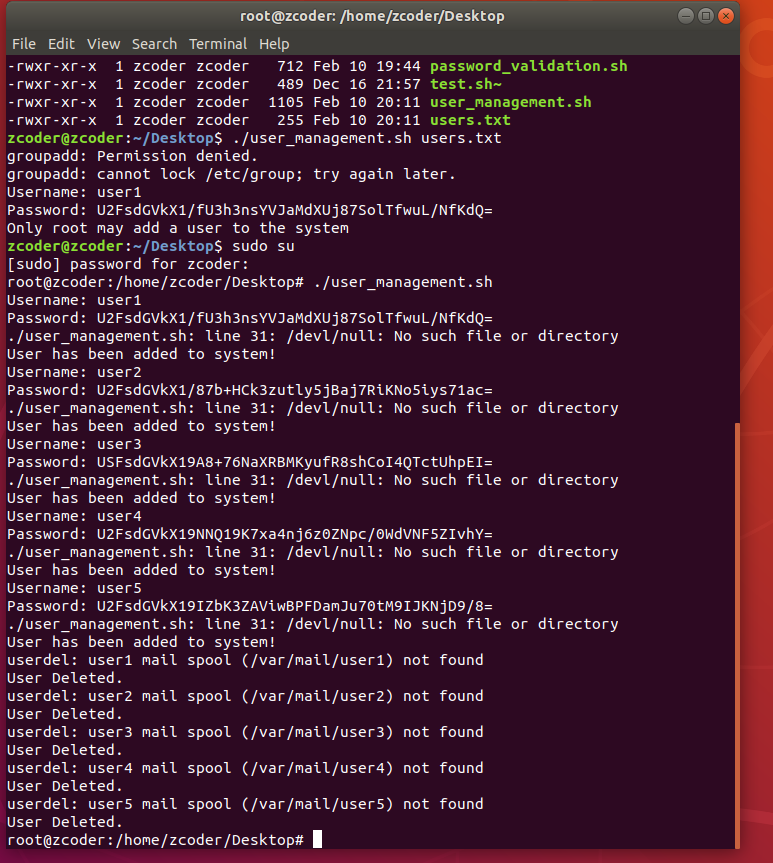 root@zcoder: /home/zcoder/Desktop
File Edit View Search Terminal Help
-rwxr-xr-x 1 zcoder zcoder 712 Feb 10 19:44 password_validation.sh
-rwxr-xr-x 1 zcoder zcoder 489 Dec 16 21:57 test.sh~
-rwxr-xr-x 1 zcoder zcoder 1105 Feb 10 20:11 user_management.sh
-rwxr-xr-x 1 zcoder zcoder 255 Feb 10 20:11 users.txt
zcoder@zcoder:~/Desktop$ ./user_management.sh users.txt
groupadd: Permission denied.
groupadd: cannot lock /etc/group; try again later.
Username: user1
Password: U2FsdGVkX1/fU3h3nsYVJaMdXUj87SolTfwuL/NfKdQ=
Only root may add a user to the system
zcoder@zcoder:~/Desktop$ sudo su
[sudo] password for zcoder:
root@zcoder:/home/zcoder/Desktop# ./user_management.sh
Username: user1
Password: U2FsdGVkX1/fU3h3nsYVJaMdXUj87SolTfwuL/NfKdQ=
./user_management.sh: line 31: /devl/null: No such file or directory
User has been added to system!
Username: user2
Password: U2FsdGVkX1/87b+HCk3zutly5jBaj7RiKNo5iys71ac=
./user_management.sh: line 31: /devl/null: No such file or directory
User has been added to system!
Username: user3
Password: USFsdGVkX19A8+76NaXRBMKyufR8shCoI4QTctUhpEI=
./user_management.sh: line 31: /devl/null: No such file or directory
User has been added to system!
Username: user4
Password: U2FsdGVkX19NNQ19K7xa4nj6z0ZNpc/0WdVNF5ZIvhY=
./user_management.sh: line 31: /devl/null: No such file or directory
User has been added to system!
Username: user5
Password: U2FsdGVkX19IZbK3ZAViwBPFDamJu70tM9IJKNjD9/8=
./user_management.sh: line 31: /devl/null: No such file or directory
User has been added to system!
userdel: user1 mail spool (/var/mail/user1) not found
User Deleted.
userdel: user2 mail spool (/var/mail/user2) not found
User Deleted.
userdel: user3 mail spool (/var/mail/user3) not found
User Deleted.
userdel: user4 mail spool (/var/mail/user4) not found
User Deleted.
userdel: user5 mail spool (/var/mail/user5) not found
User Deleted.
root@zcoder:/home/zcoder/Desktop#